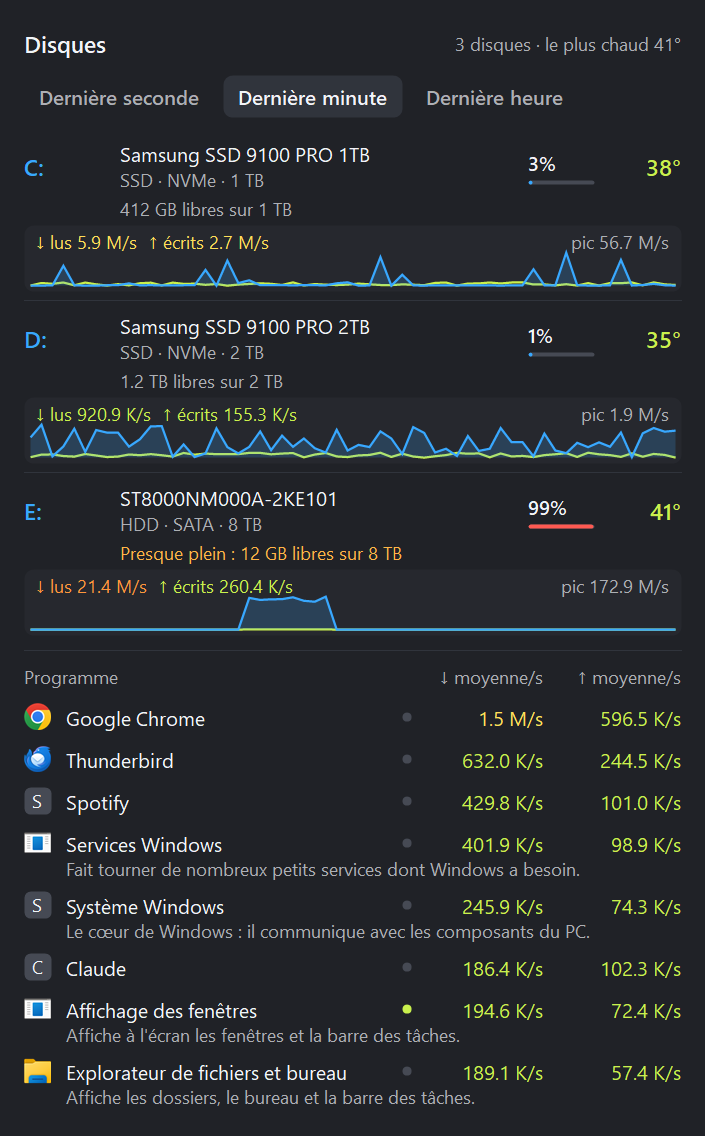 Disques
3 disques · le plus chaud 41°
Dernière seconde Dernière minute Dernière heure
C:
Samsung SSD 9100 PRO 1TB
SSD · NVMe · 1 TB
412 GB libres sur 1 TB
3%
38°
↓ lus 5.9 M/s ↑ écrits 2.7 M/s
pic 56.7 M/s
D:
Samsung SSD 9100 PRO 2TB
SSD · NVMe · 2 TB
1.2 TB libres sur 2 TB
1%
35°
↓ lus 920.9 K/s ↑ écrits 155.3 K/s
pic 1.9 M/s
E:
ST8000NM000A-2KE101
HDD · SATA · 8 TB
Presque plein : 12 GB libres sur 8 TB
99%
41°
↓ lus 21.4 M/s ↑ écrits 260.4 K/s
pic 172.9 M/s
Programme ↓ moyenne/s ↑ moyenne/s
Google Chrome 1.5 M/s 596.5 K/s
Thunderbird 632.0 K/s 244.5 K/s
S Spotify 429.8 K/s 101.0 K/s
Services Windows 401.9 K/s 98.9 K/s
Fait tourner de nombreux petits services dont Windows a besoin.
S Système Windows 245.9 K/s 74.3 K/s
Le cœur de Windows : il communique avec les composants du PC.
C Claude 186.4 K/s 102.3 K/s
Affichage des fenêtres 194.6 K/s 72.4 K/s
Affiche à l'écran les fenêtres et la barre des tâches.
Explorateur de fichiers et bureau 189.1 K/s 57.4 K/s
Affiche les dossiers, le bureau et la barre des tâches.